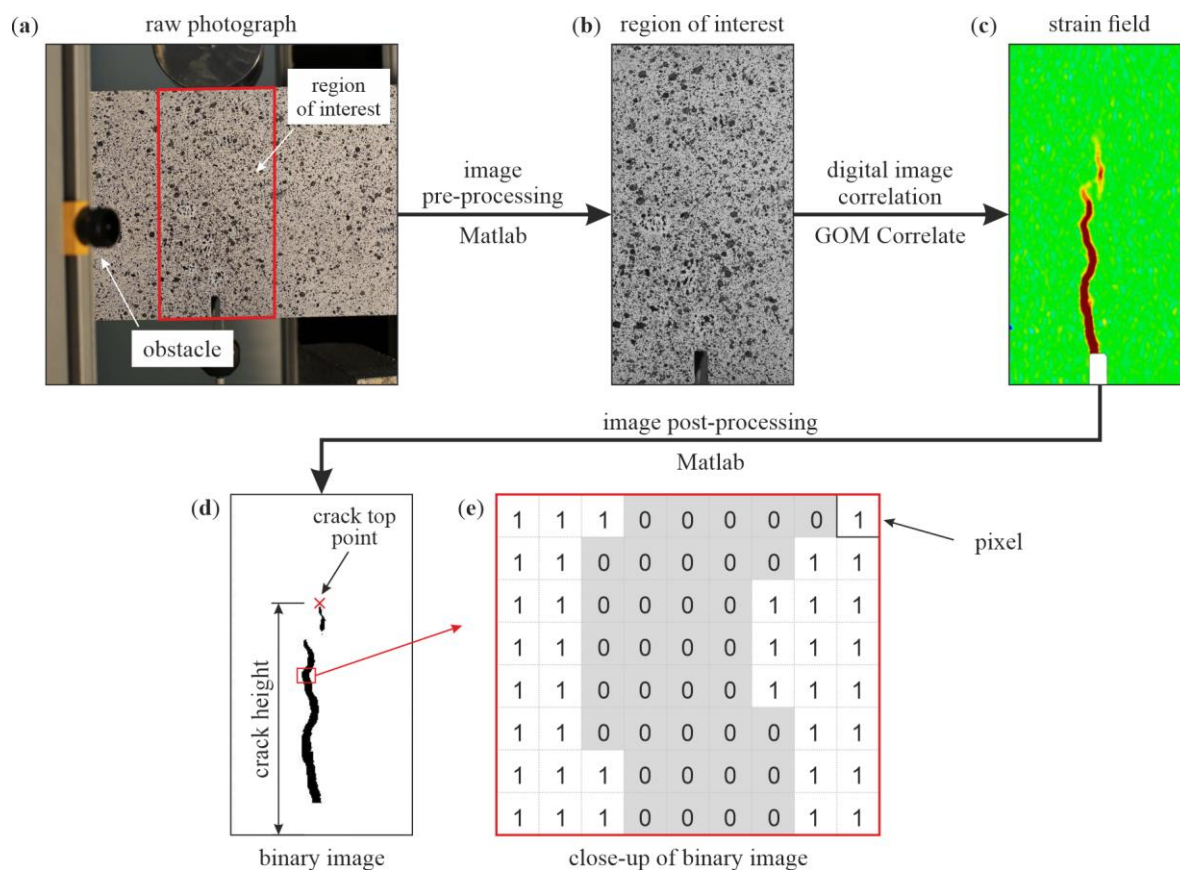 (a)
raw photograph
region
of interest
obstacle
image
pre-processing
Matlab
(b)
region of interest
digital image
correlation
GOM Correlate
(c)
strain field
image post-processing
Matlab
(d)
crack top
point
crack height
binary image
(e)
1 1 1 0 0 0 0 0 1
1 1 0 0 0 0 0 1 1
1 1 0 0 0 0 1 1 1
1 1 0 0 0 0 1 1 1
1 1 0 0 0 0 1 1 1
1 1 0 0 0 0 0 1 1
1 1 1 0 0 0 0 1 1
1 1 1 0 0 0 0 1 1
pixel
close-up of binary image